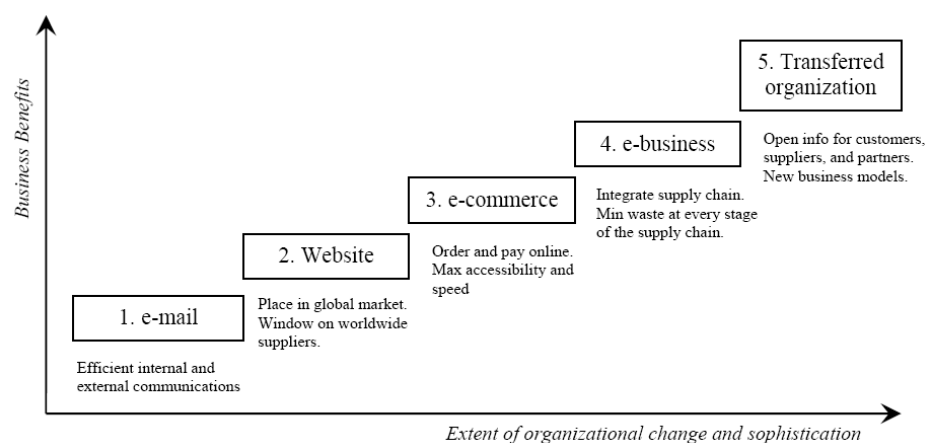 Business Benefits
5. Transferred
organization
Open info for customers,
suppliers, and partners.
New business models.
4. e-business
Integrate supply chain.
Min waste at every stage
of the supply chain.
3. e-commerce
Order and pay online.
Max accessibility and
speed
2. Website
Place in global market.
Window on worldwide
suppliers.
1. e-mail
Efficient internal and
external communications
Extent of organizational change and sophistication